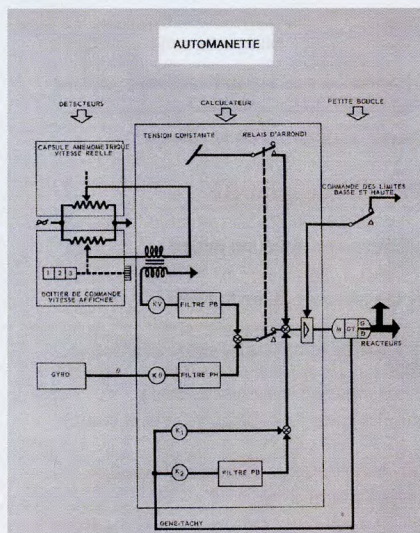 AUTOMANETTE
DETECTEURS
CALCULATEUR
PETITE BOUCLE
CAPSULE ANEMOMETRIQUE
VITESSE REELLE
TENSION CONSTANTE
RELAIS D'ARRONDI
COMMANDE DES LIMITES
BASSE ET HAUTE
BOITIER DE COMMANDE
VITESSE AFFICHEE
1 2 3
KV
FILTRE PB
GYRO
θ
Kθ
FILTRE PH
M
GT
G
D
REACTEURS
K1
K2
FILTRE PB
GENE-TACHY